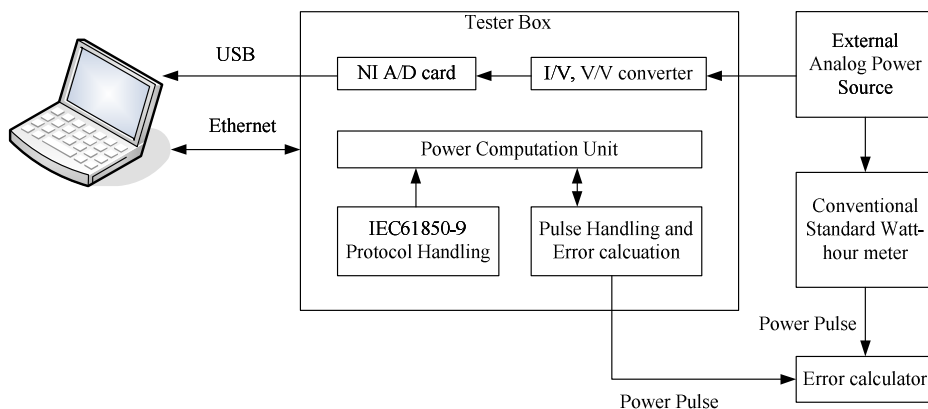 Tester Box
USB
NI A/D card
I/V, V/V converter
External
Analog Power
Source
Ethernet
Power Computation Unit
IEC61850-9
Protocol Handling
Pulse Handling and
Error calcuation
Conventional
Standard Watt-
hour meter
Power Pulse
Error calculator
Power Pulse